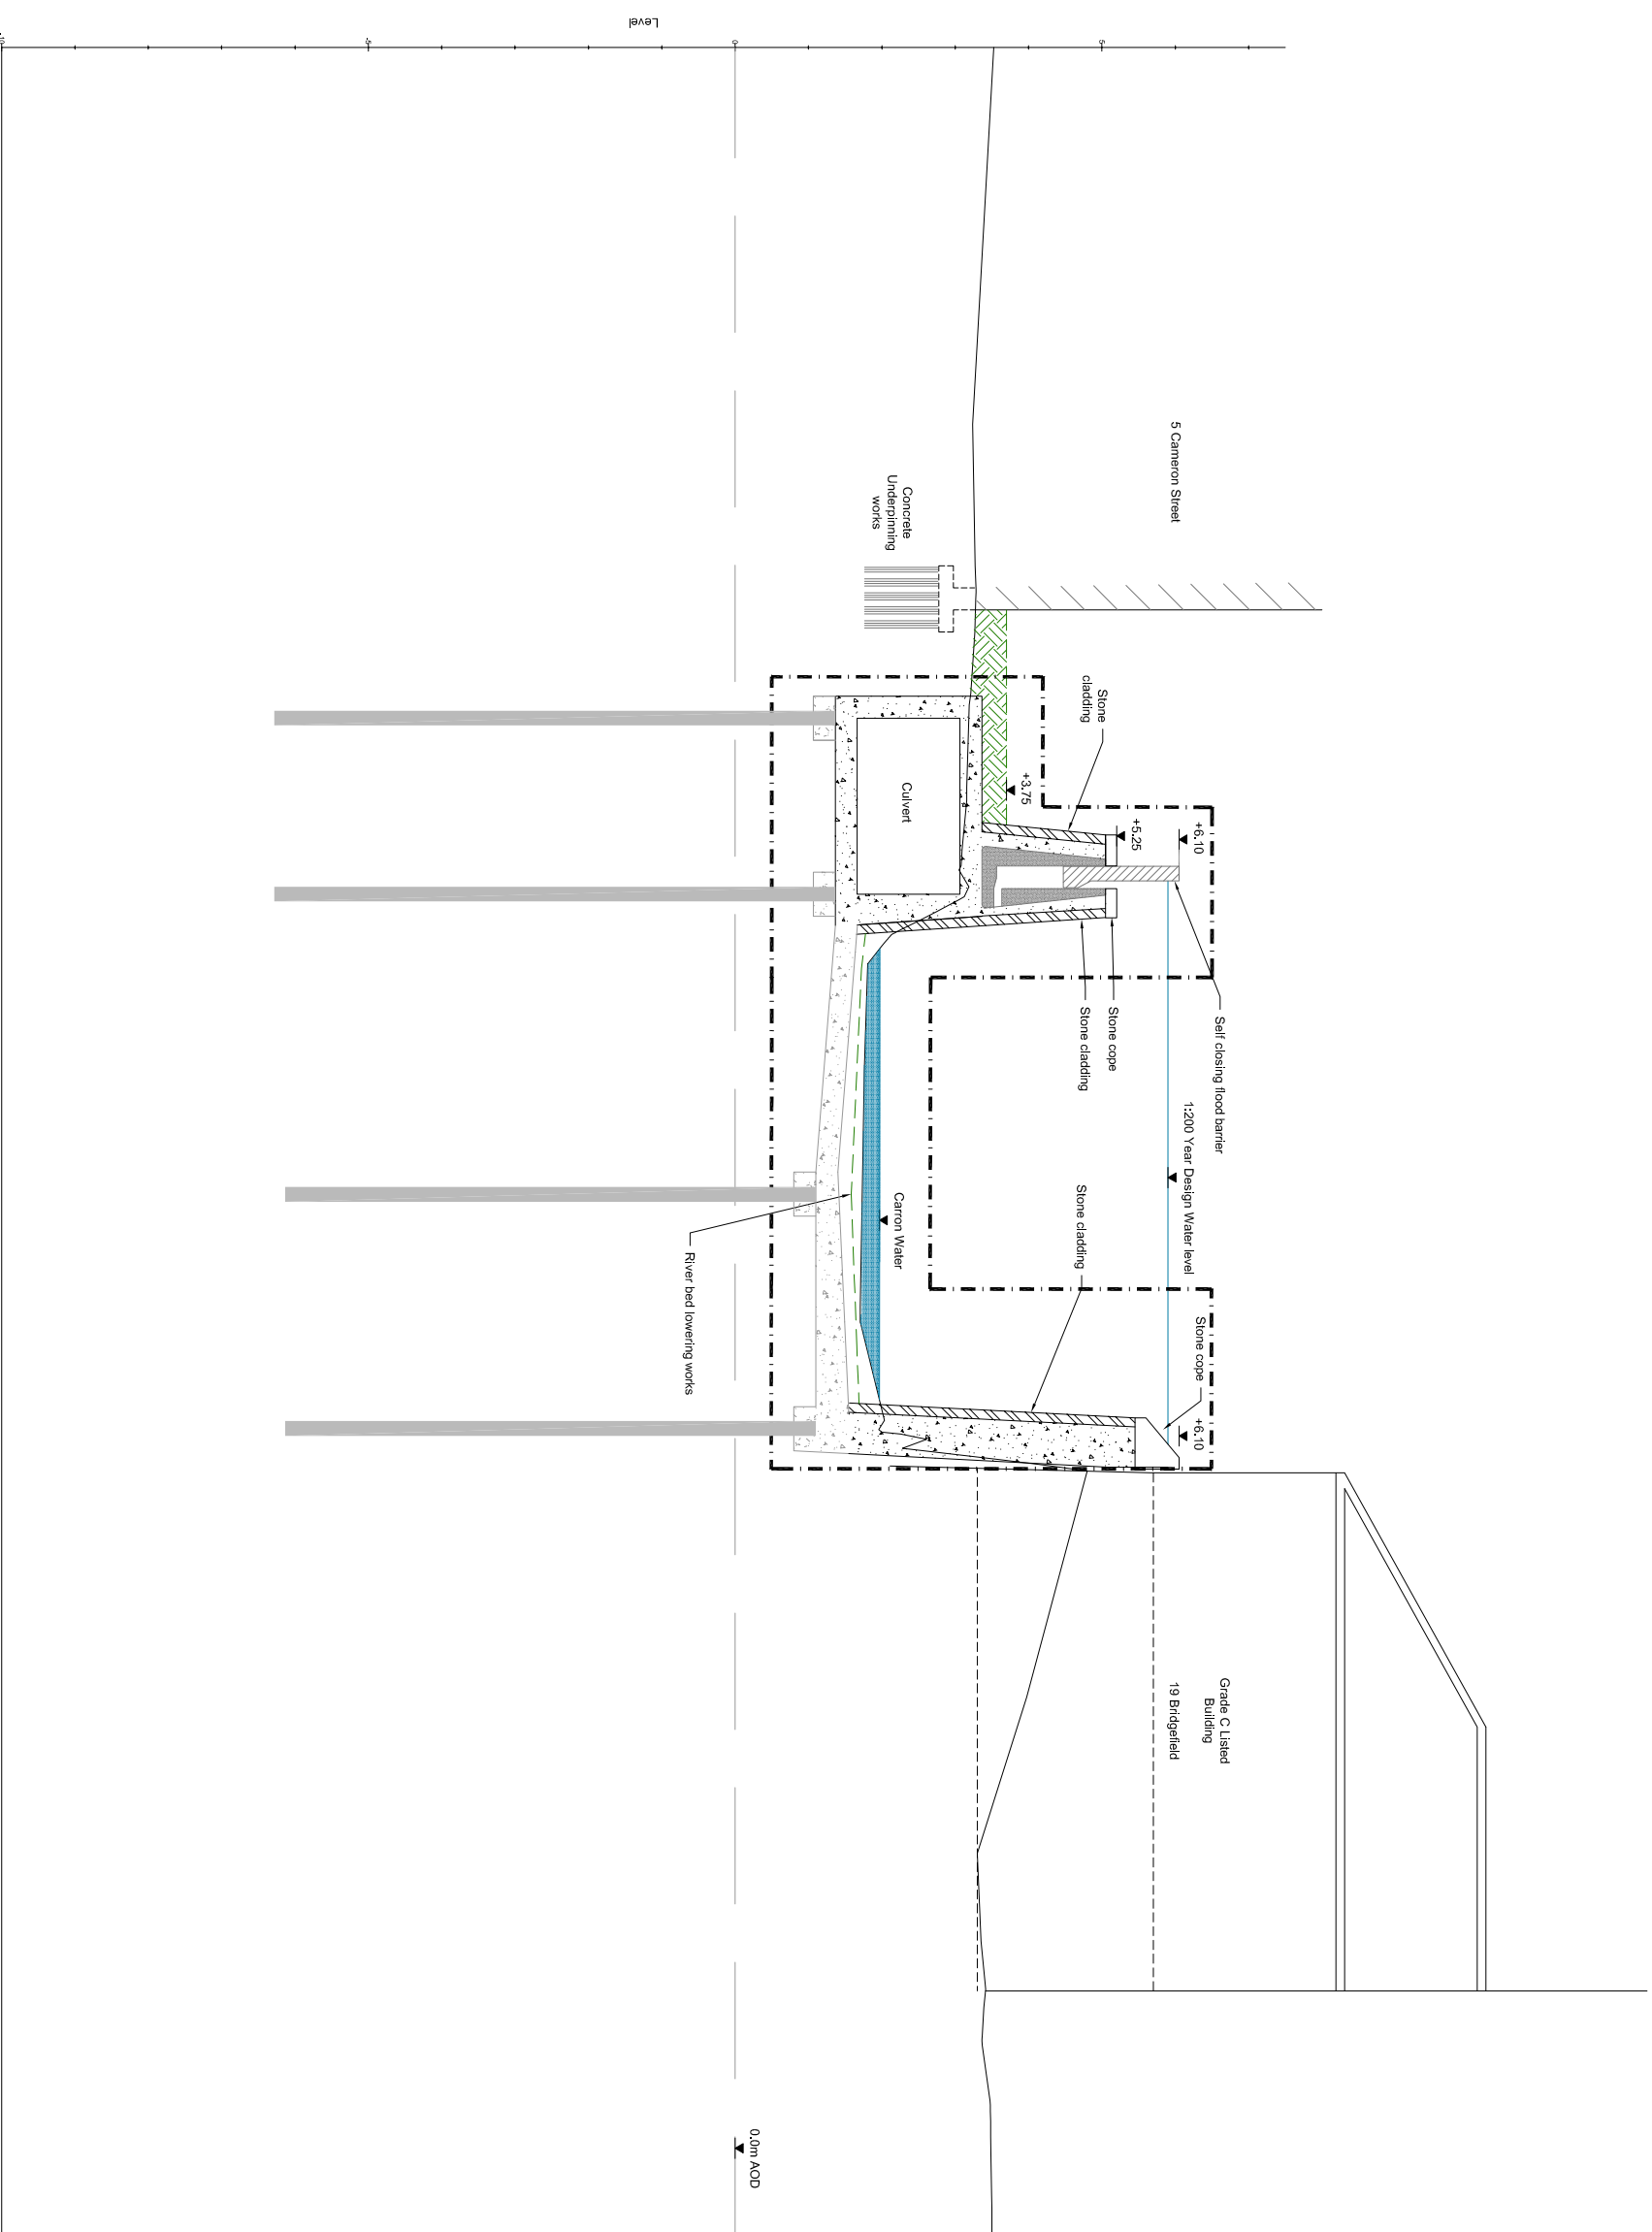 Level
-10
-5
0
5
5 Cameron Street
Concrete
Underpinning
works
Stone
cladding
+3.75
+5.25
+6.10
Culvert
Self closing flood barrier
Stone cope
Stone cladding
1:200 Year Design Water level
Carron Water
Stone cladding
River bed lowering works
Stone cope
+6.10
Grade C Listed
Building
19 Bridgefield
0.0m AOD